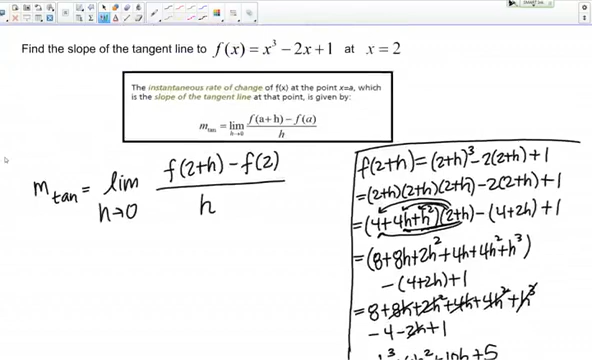 Find the slope of the tangent line to f(x) = x³ − 2x + 1 at x = 2
The instantaneous rate of change of f(x) at the point x=a, which
is the slope of the tangent line at that point, is given by:
m_tan = lim_{h→0} (f(a+h) − f(a))/h
m_tan = lim_{h→0} (f(2+h) − f(2))/h
f(2+h) = (2+h)³ − 2(2+h) + 1
= (2+h)(2+h)(2+h) − 2(2+h) + 1
= (4+4h+h²)(2+h) − (4+2h) + 1
= (8+8h+2h²+4h+4h²+h³)
− (4+2h) + 1
= 8+8h+2h²+4h+4h²+h³
− 4 − 2h + 1